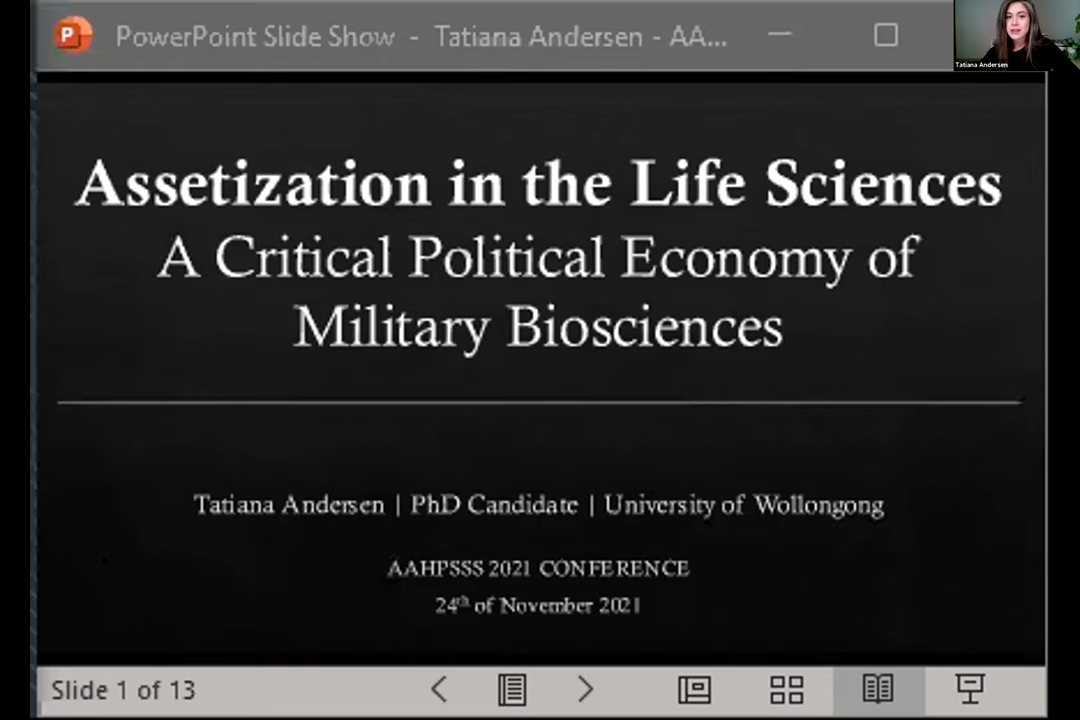 PowerPoint Slide Show - Tatiana Andersen - AA...
Tatiana Andersen
Assetization in the Life Sciences
A Critical Political Economy of
Military Biosciences
Tatiana Andersen | PhD Candidate | University of Wollongong
AAHPSSS 2021 CONFERENCE
24th of November 2021
Slide 1 of 13